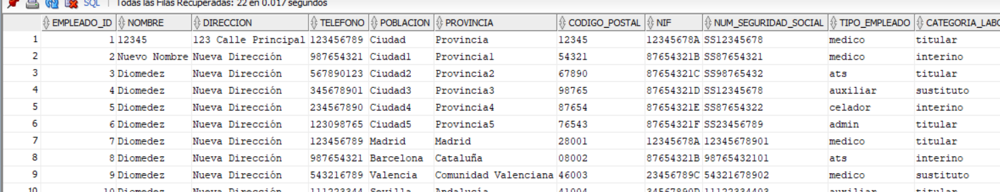 SQL | Todas las Filas Recuperadas: 22 en 0.017 segundos
EMPLEADO_ID NOMBRE DIRECCION TELEFONO POBLACION PROVINCIA CODIGO_POSTAL NIF NUM_SEGURIDAD_SOCIAL TIPO_EMPLEADO CATEGORIA_LABO
1 1 12345 123 Calle Principal 123456789 Ciudad Provincia 12345 12345678A SS12345678 medico titular
2 2 Nuevo Nombre Nueva Dirección 987654321 Ciudad1 Provincia1 54321 87654321B SS87654321 medico interino
3 3 Diomedez Nueva Dirección 567890123 Ciudad2 Provincia2 67890 87654321C SS98765432 ats titular
4 4 Diomedez Nueva Dirección 345678901 Ciudad3 Provincia3 98765 87654321D SS12345678 auxiliar sustituto
5 5 Diomedez Nueva Dirección 234567890 Ciudad4 Provincia4 87654 87654321E SS87654322 celador interino
6 6 Diomedez Nueva Dirección 123098765 Ciudad5 Provincia5 76543 87654321F SS23456789 admin titular
7 7 Diomedez Nueva Dirección 123456789 Madrid Madrid 28001 12345678A 12345678901 medico titular
8 8 Diomedez Nueva Dirección 987654321 Barcelona Cataluña 08002 87654321B 98765432101 ats interino
9 9 Diomedez Nueva Dirección 543216789 Valencia Comunidad Valenciana 46003 23456789C 54321678902 medico sustituto
10 10 Diomedez Nueva Dirección 111223344 Sevilla Andalucía 41004 34567890D 11122334403 auxiliar titular